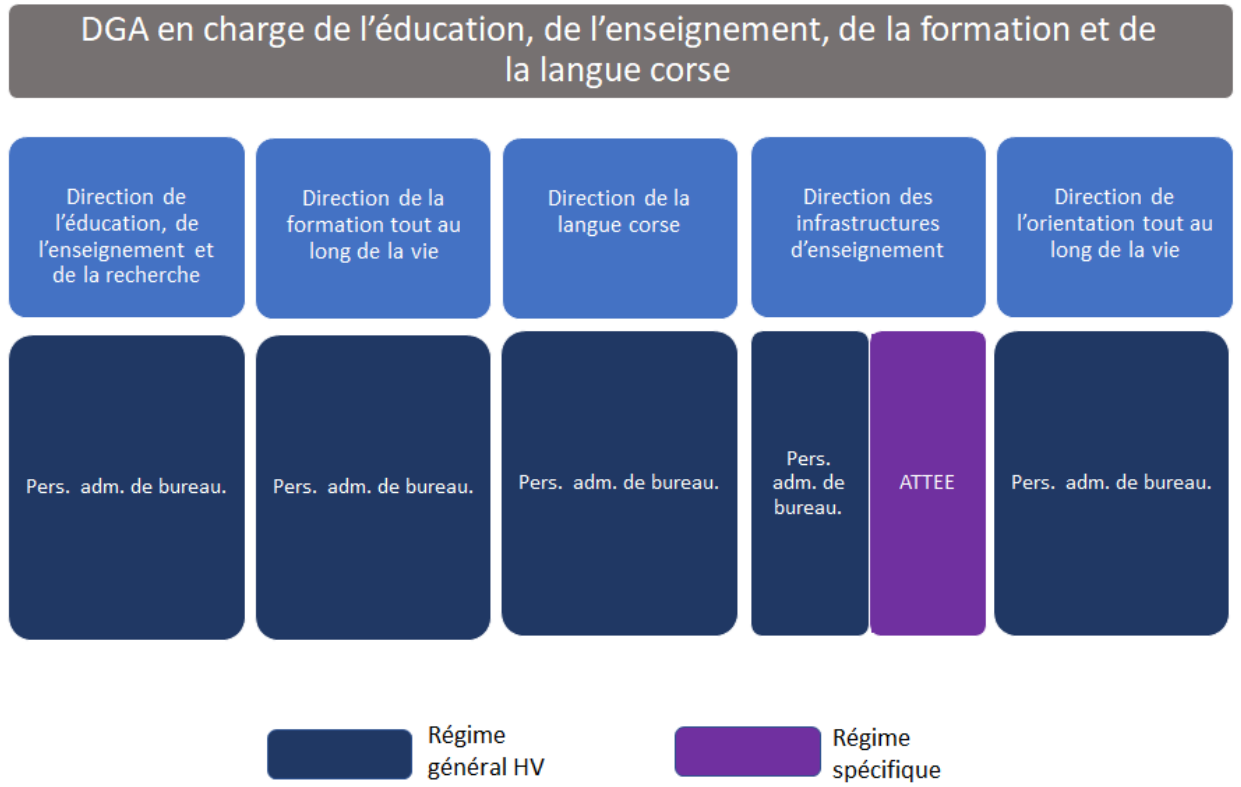 DGA en charge de l’éducation, de l’enseignement, de la formation et de
la langue corse
Direction de
l’éducation, de
l’enseignement et
de la recherche
Direction de la
formation tout au
long de la vie
Direction de la
langue corse
Direction des
infrastructures
d’enseignement
Direction de
l’orientation tout au
long de la vie
Pers. adm. de bureau.
Pers. adm. de bureau.
Pers. adm. de bureau.
Pers.
adm. de
bureau.
ATTEE
Pers. adm. de bureau.
Régime
général HV
Régime
spécifique